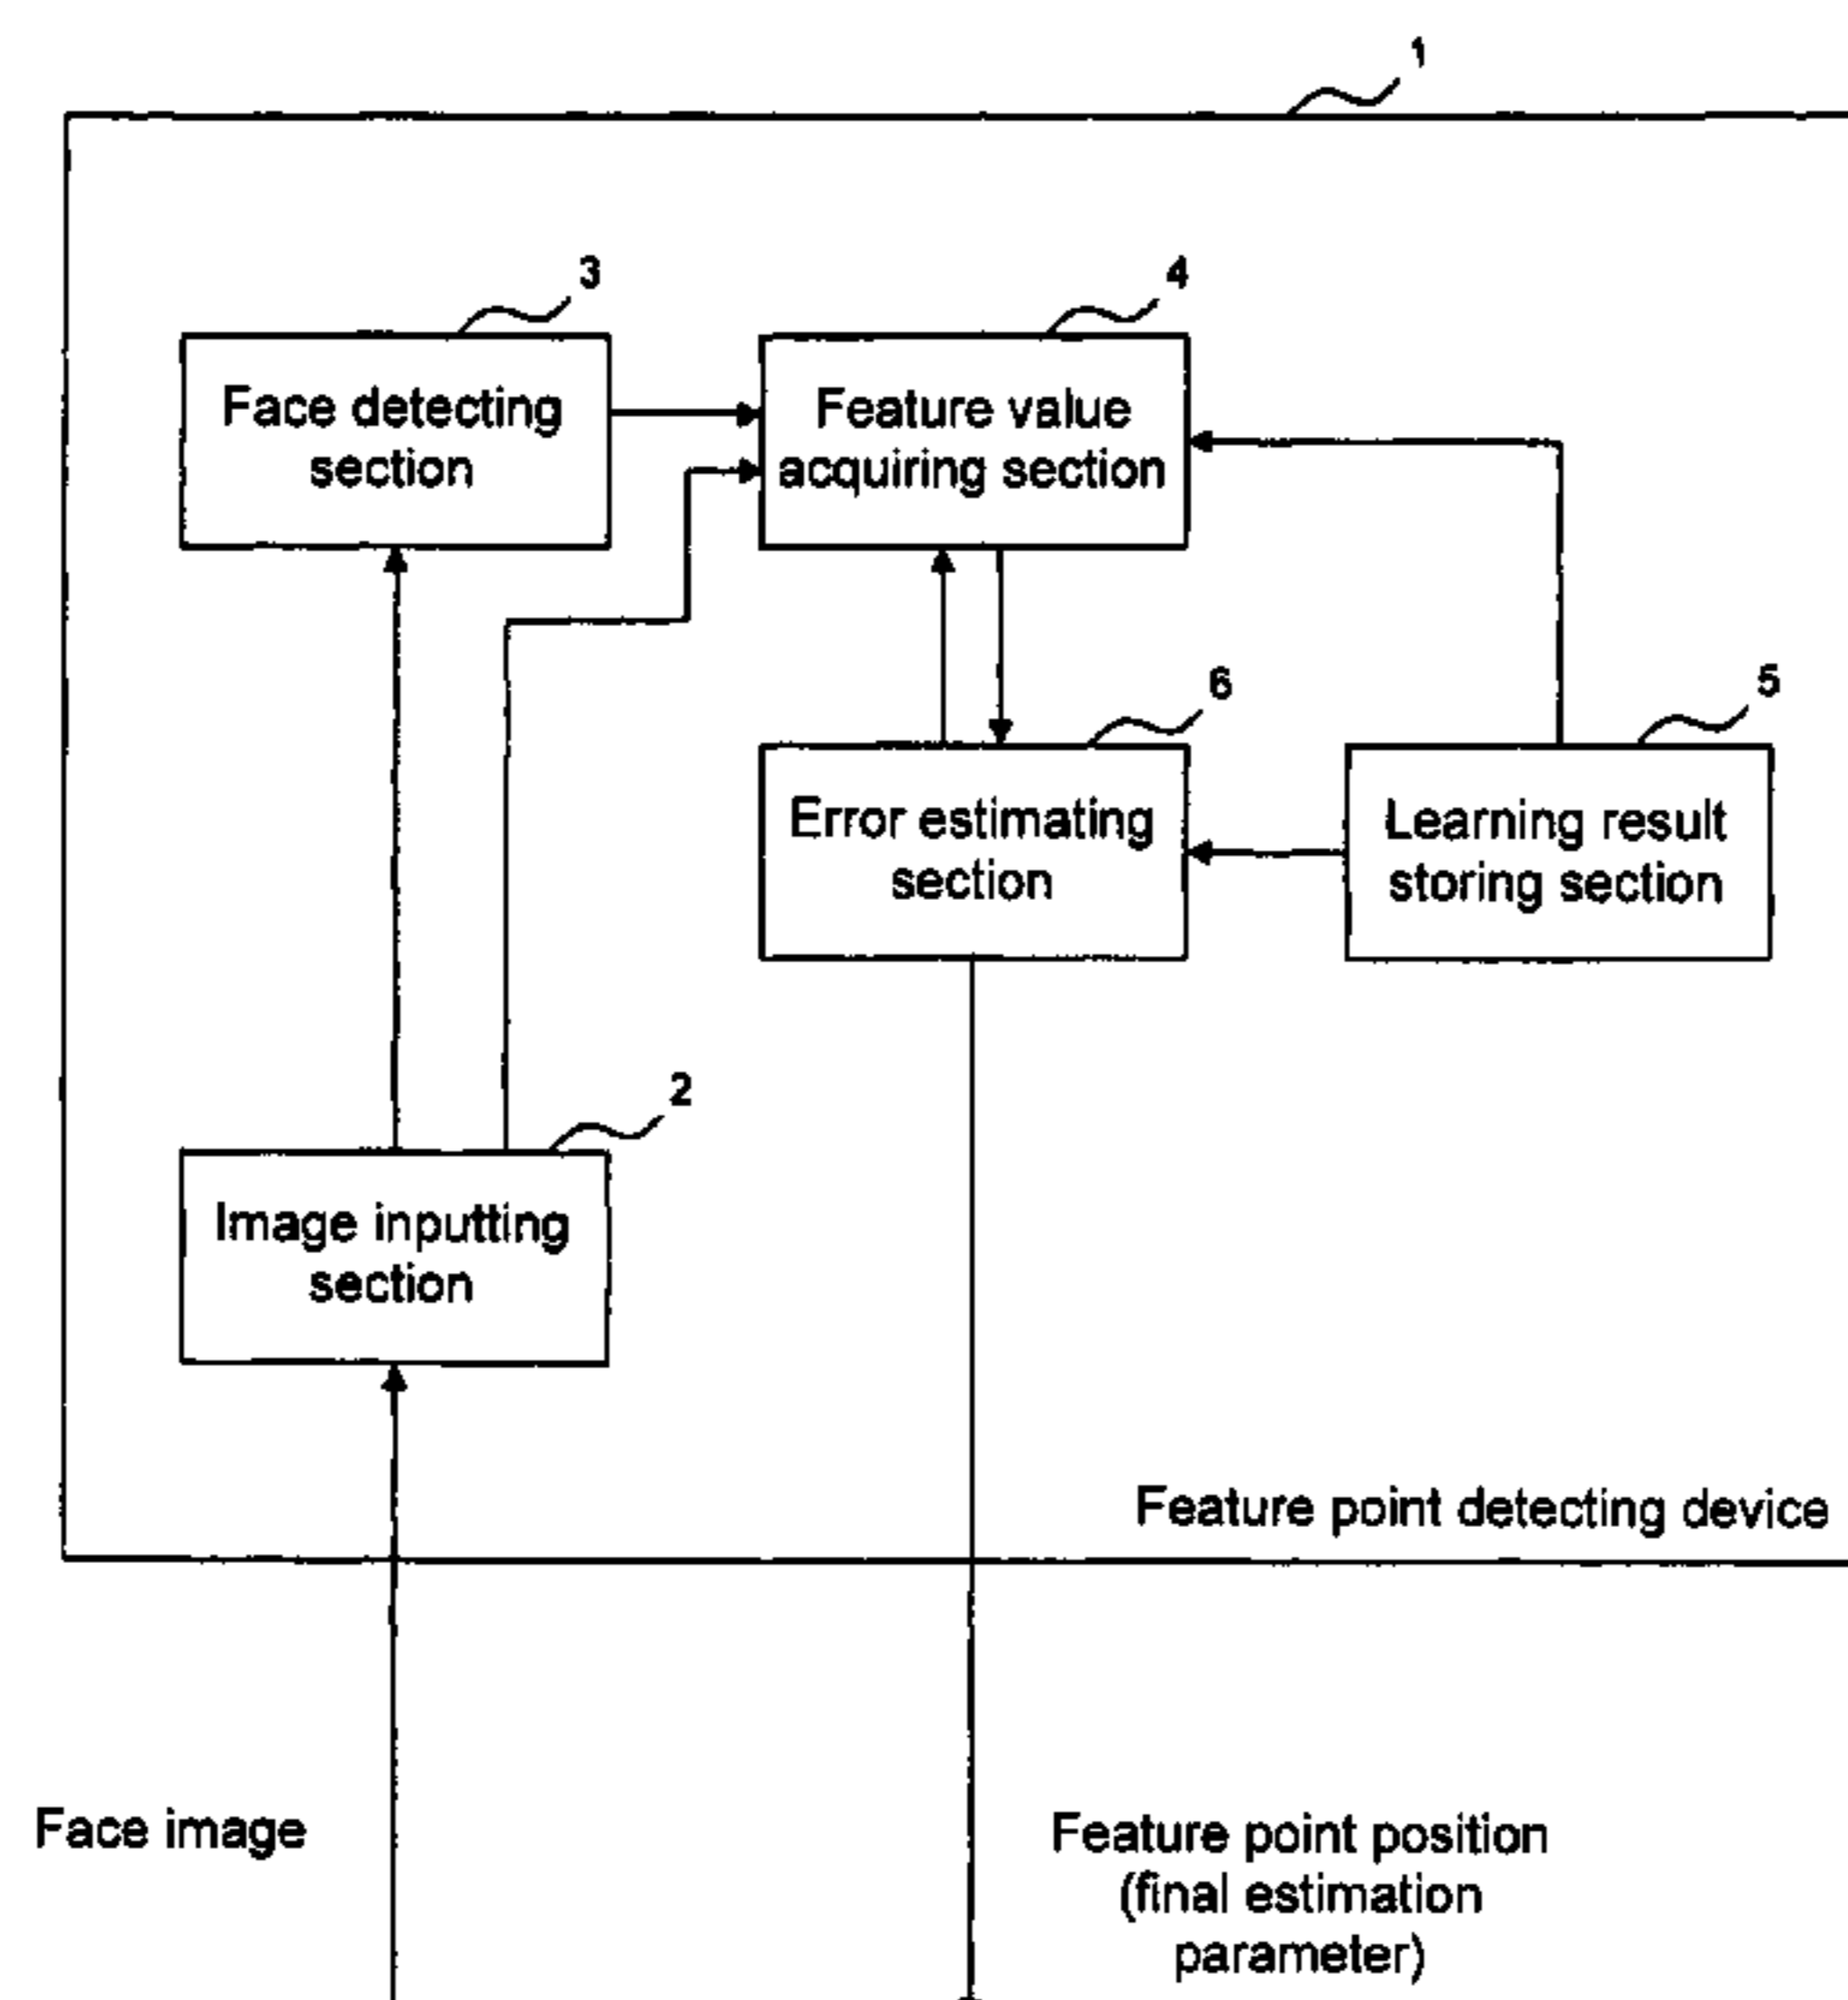 1
3
4
Face detecting
section
Feature value
acquiring section
6
5
Error estimating
section
Learning result
storing section
2
Image inputting
section
Feature point detecting device
Face image
Feature point position
(final estimation
parameter)